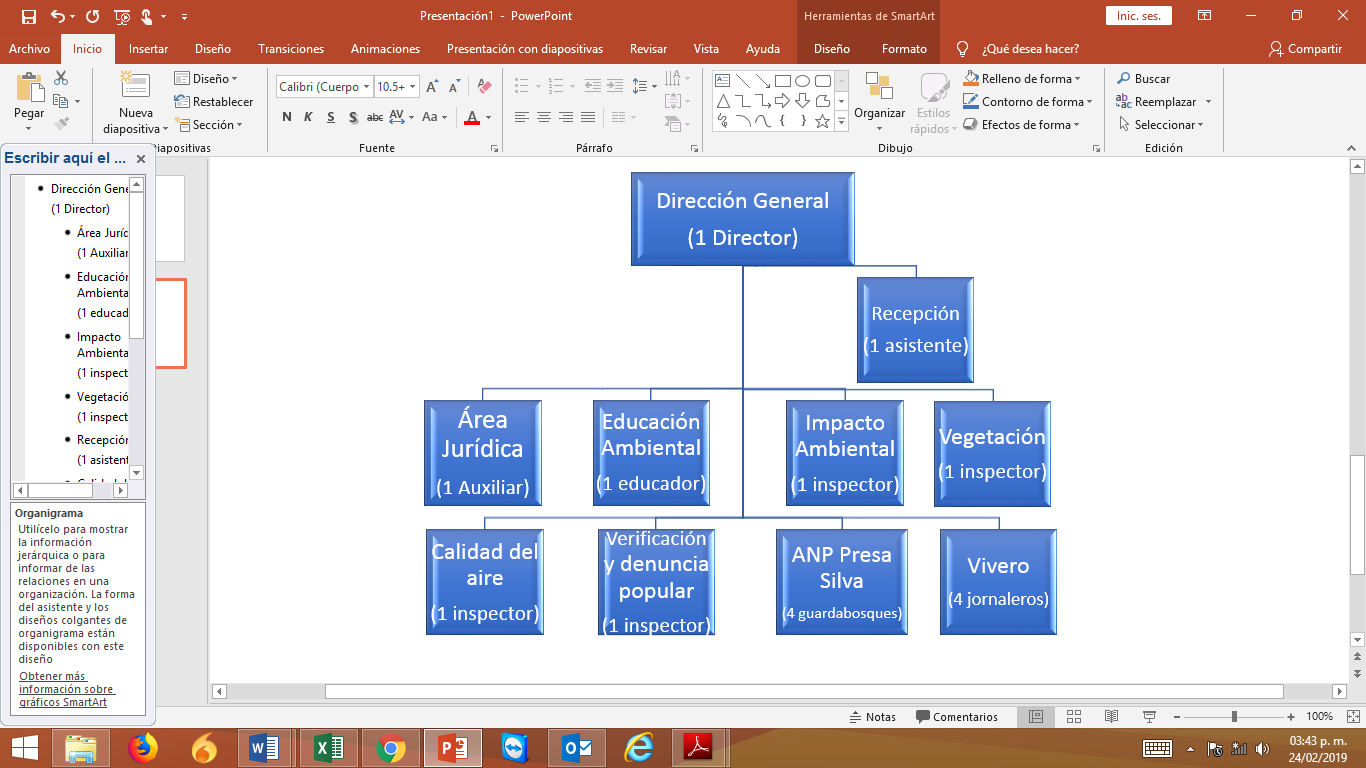 Presentación1 - PowerPoint
Herramientas de SmartArt
Inic. ses.
Archivo
Inicio
Insertar
Diseño
Transiciones
Animaciones
Presentación con diapositivas
Revisar
Vista
Ayuda
Diseño
Formato
¿Qué desea hacer?
Compartir
Pegar
Nueva
diapositiva
Diseño
Restablecer
Sección
Diapositivas
Calibri (Cuerpo
10.5+
N K S S abc AV Aa A
Fuente
Párrafo
Organizar
Estilos
rápidos
Relleno de forma
Contorno de forma
Efectos de forma
Dibujo
Buscar
Reemplazar
Seleccionar
Edición
Escribir aquí el ...
Dirección Gene
(1 Director)
Área Juríc
(1 Auxiliar
Educación
Ambienta
(1 educad
Impacto
Ambienta
(1 inspect
Vegetació
(1 inspect
Recepción
(1 asistent
Organigrama
Utilícelo para mostrar
la información
jerárquica o para
informar de las
relaciones en una
organización. La forma
del asistente y los
diseños colgantes de
organigrama están
disponibles con este
diseño
Obtener más
información sobre
gráficos SmartArt
Dirección General
(1 Director)
Recepción
(1 asistente)
Área
Jurídica
(1 Auxiliar)
Educación
Ambiental
(1 educador)
Impacto
Ambiental
(1 inspector)
Vegetación
(1 inspector)
Calidad del
aire
(1 inspector)
Verificación
y denuncia
popular
(1 inspector)
ANP Presa
Silva
(4 guardabosques)
Vivero
(4 jornaleros)
Notas
Comentarios
100%
03:43 p. m.
24/02/2019